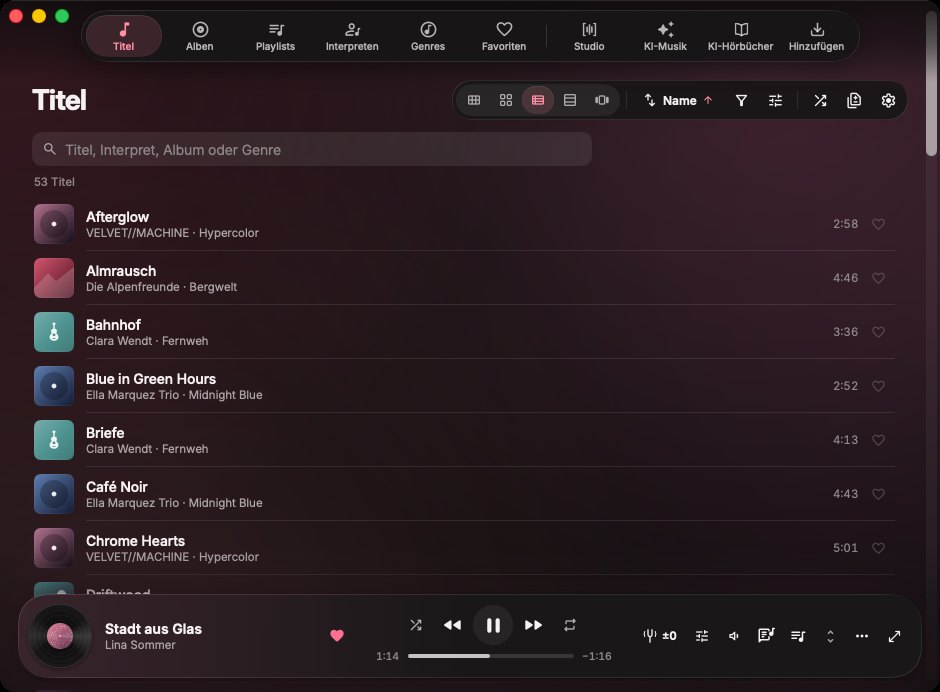 Titel
Alben
Playlists
Interpreten
Genres
Favoriten
Studio
KI-Musik
KI-Hörbücher
Hinzufügen
Titel
Name
Titel, Interpret, Album oder Genre
53 Titel
Afterglow
VELVET//MACHINE · Hypercolor
2:58
Almrausch
Die Alpenfreunde · Bergwelt
4:46
Bahnhof
Clara Wendt · Fernweh
3:36
Blue in Green Hours
Ella Marquez Trio · Midnight Blue
2:52
Briefe
Clara Wendt · Fernweh
4:13
Café Noir
Ella Marquez Trio · Midnight Blue
4:43
Chrome Hearts
VELVET//MACHINE · Hypercolor
5:01
Driftwood
Stadt aus Glas
Lina Sommer
1:14
−1:16
±0